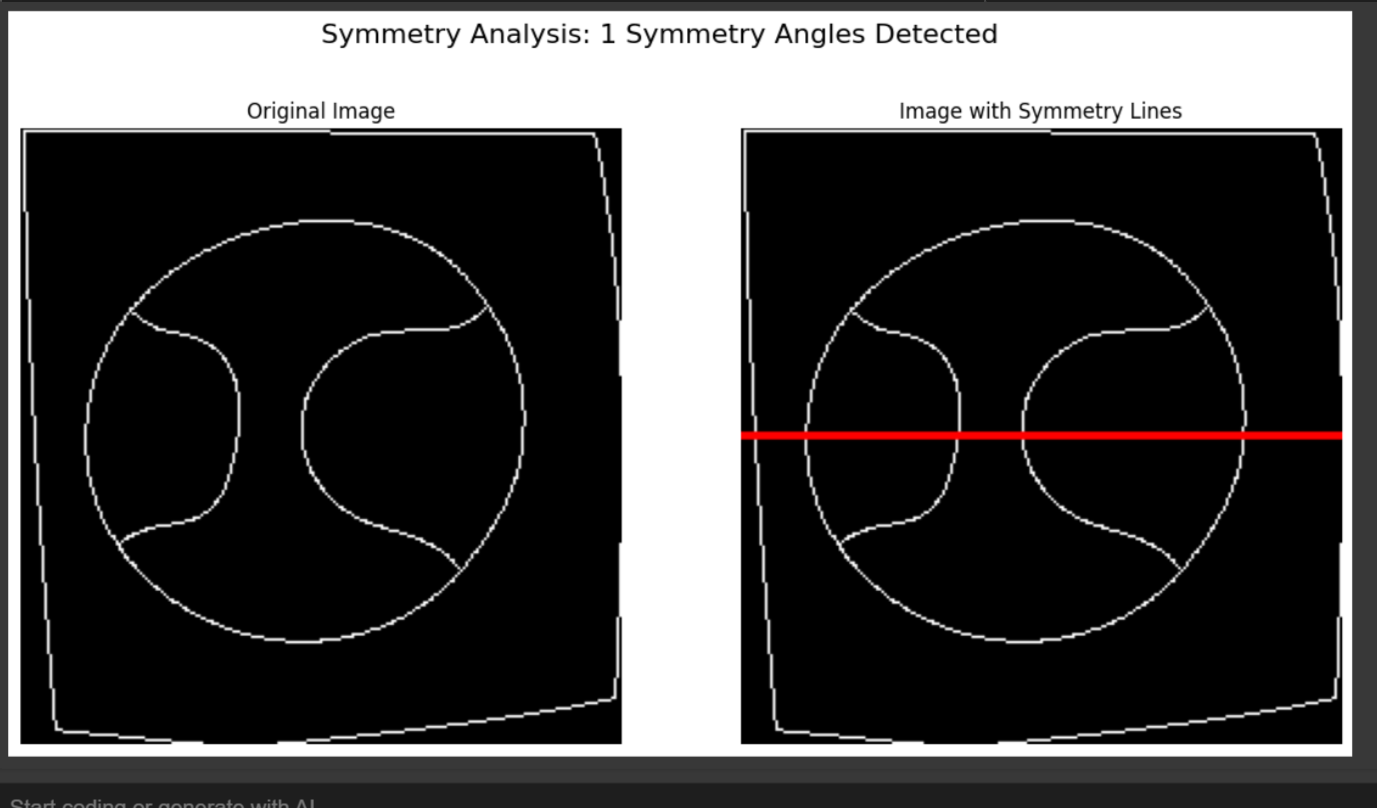 Symmetry Analysis: 1 Symmetry Angles Detected
Original Image
Image with Symmetry Lines
Start coding or generate with AI